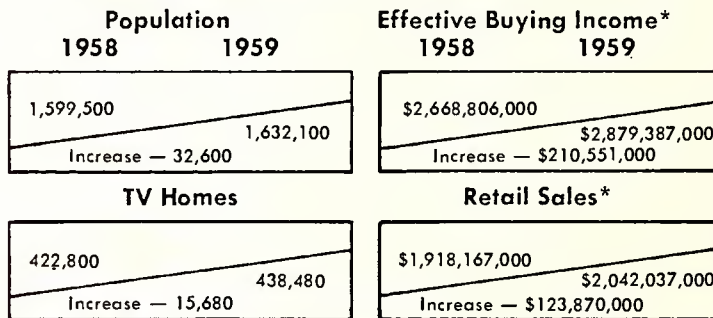 Population
1958 1959
1,599,500
1,632,100
Increase — 32,600
Effective Buying Income*
1958 1959
$2,668,806,000
$2,879,387,000
Increase — $210,551,000
TV Homes
422,800
438,480
Increase — 15,680
Retail Sales*
$1,918,167,000
$2,042,037,000
Increase — $123,870,000